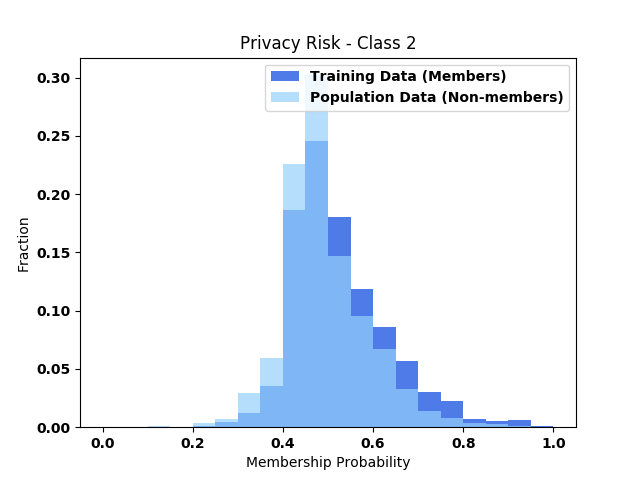 Privacy Risk - Class 2
Training Data (Members)
Population Data (Non-members)
0.30
0.25
0.20
0.15
0.10
0.05
0.00
Fraction
0.0 0.2 0.4 0.6 0.8 1.0
Membership Probability